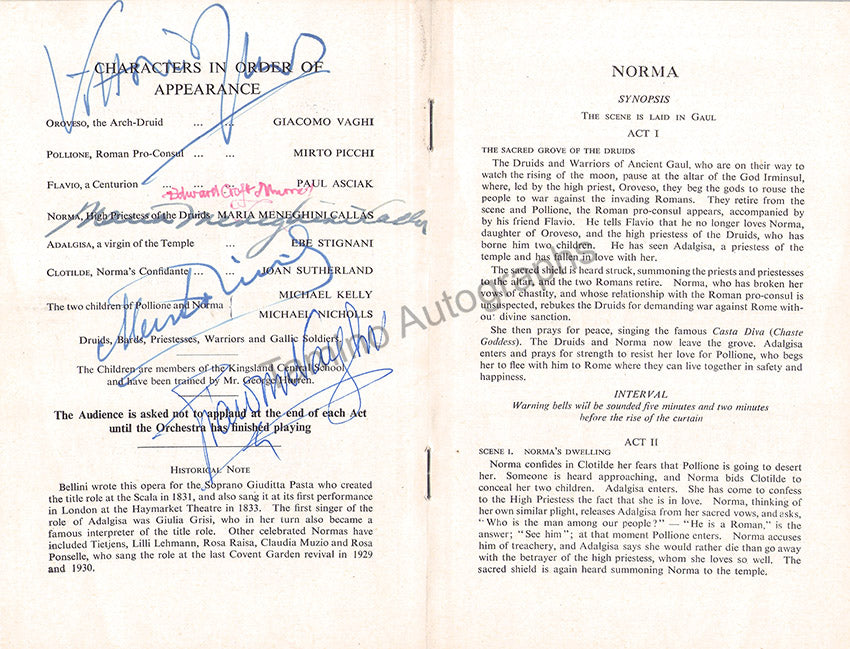 CHARACTERS IN ORDER OF
APPEARANCE
OROVESO, the Arch-Druid ... ... GIACOMO VAGHI
POLLIONE, Roman Pro-Consul ... ... MIRTO PICCHI
FLAVIO, a Centurion ... ... ... PAUL ASCIAK
Edward Croft-Murray
NORMA, High Priestess of the Druids MARIA MENEGHINI CALLAS
Maria Meneghini Callas
ADALGISA, a virgin of the Temple ... EBE STIGNANI
CLOTILDE, Norma's Confidante ... ... JOAN SUTHERLAND
The two children of Pollione and Norma { MICHAEL KELLY
MICHAEL NICHOLLS
Druids, Bards, Priestesses, Warriors and Gallic Soldiers.
The Children are members of the Kingsland Central School
and have been trained by Mr. George Hurren.
The Audience is asked not to applaud at the end of each Act
until the Orchestra has finished playing
HISTORICAL NOTE
Bellini wrote this opera for the Soprano Giuditta Pasta who created
the title role at the Scala in 1831, and also sang it at its first performance
in London at the Haymarket Theatre in 1833. The first singer of the
role of Adalgisa was Giulia Grisi, who in her turn also became a
famous interpreter of the title role. Other celebrated Normas have
included Tietjens, Lilli Lehmann, Rosa Raisa, Claudia Muzio and Rosa
Ponselle, who sang the role at the last Covent Garden revival in 1929
and 1930.
NORMA
SYNOPSIS
THE SCENE IS LAID IN GAUL
ACT I
THE SACRED GROVE OF THE DRUIDS
The Druids and Warriors of Ancient Gaul, who are on their way to
watch the rising of the moon, pause at the altar of the God Irminsul,
where, led by the high priest, Oroveso, they beg the gods to rouse the
people to war against the invading Romans. They retire from the
scene and Pollione, the Roman pro-consul appears, accompanied by
by his friend Flavio. He tells Flavio that he no longer loves Norma,
daughter of Oroveso, and the high priestess of the Druids, who has
borne him two children. He has seen Adalgisa, a priestess of the
temple and has fallen in love with her.
The sacred shield is heard struck, summoning the priests and priestesses
to the altar, and the two Romans retire. Norma, who has broken her
vows of chastity, and whose relationship with the Roman pro-consul is
unsuspected, rebukes the Druids for demanding war against Rome with-
out divine sanction.
She then prays for peace, singing the famous Casta Diva (Chaste
Goddess). The Druids and Norma now leave the grove. Adalgisa
enters and prays for strength to resist her love for Pollione, who begs
her to flee with him to Rome where they can live together in safety and
happiness.
INTERVAL
Warning bells will be sounded five minutes and two minutes
before the rise of the curtain
ACT II
SCENE I. NORMA'S DWELLING
Norma confides in Clotilde her fears that Pollione is going to desert
her. Someone is heard approaching, and Norma bids Clotilde to
conceal her two children. Adalgisa enters. She has come to confess
to the High Priestess the fact that she is in love. Norma, thinking of
her own similar plight, releases Adalgisa from her sacred vows, and asks,
"Who is the man among our people?" — "He is a Roman," is the
answer; "See him"; at that moment Pollione enters. Norma accuses
him of treachery, and Adalgisa says she would rather die than go away
with the betrayer of the high priestess, whom she loves so well. The
sacred shield is again heard summoning Norma to the temple.
Tamino Autographs